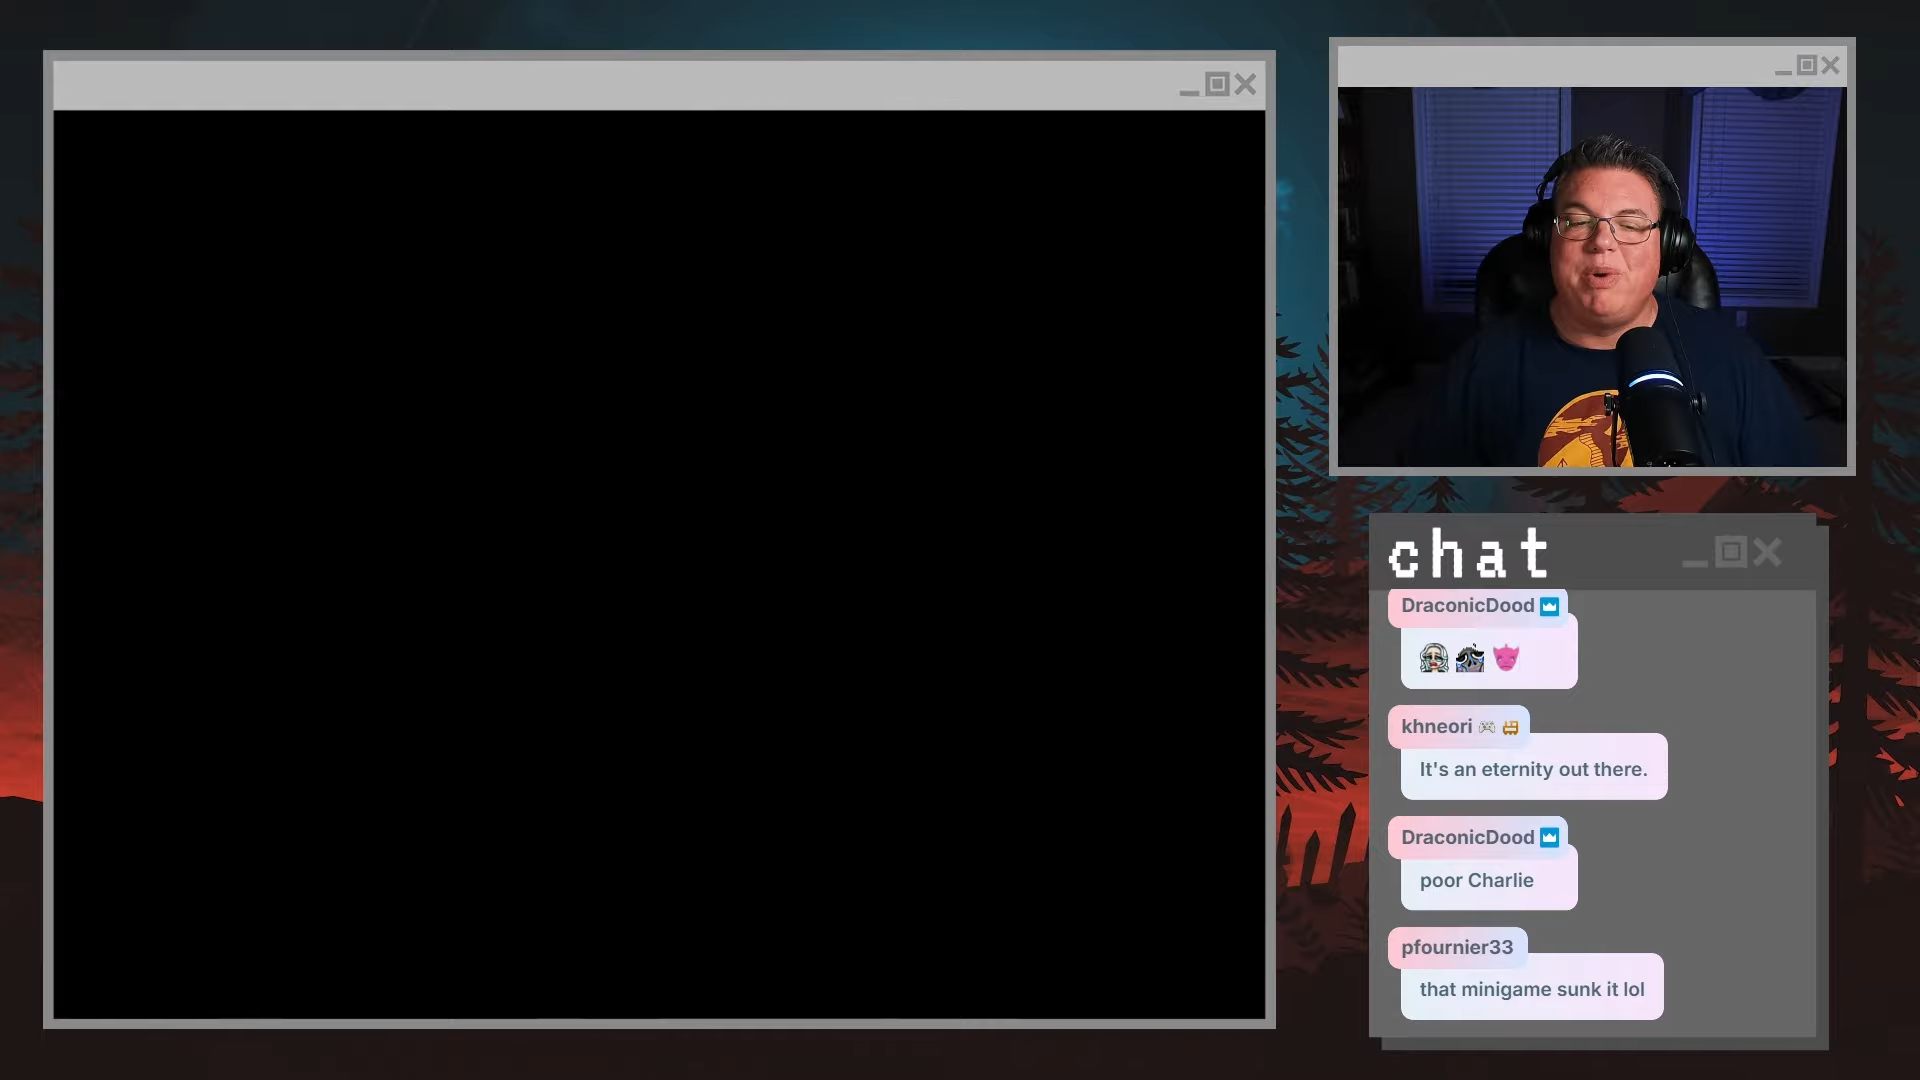 chat
DraconicDood
khneori
It's an eternity out there.
DraconicDood
poor Charlie
pfournier33
that minigame sunk it lol